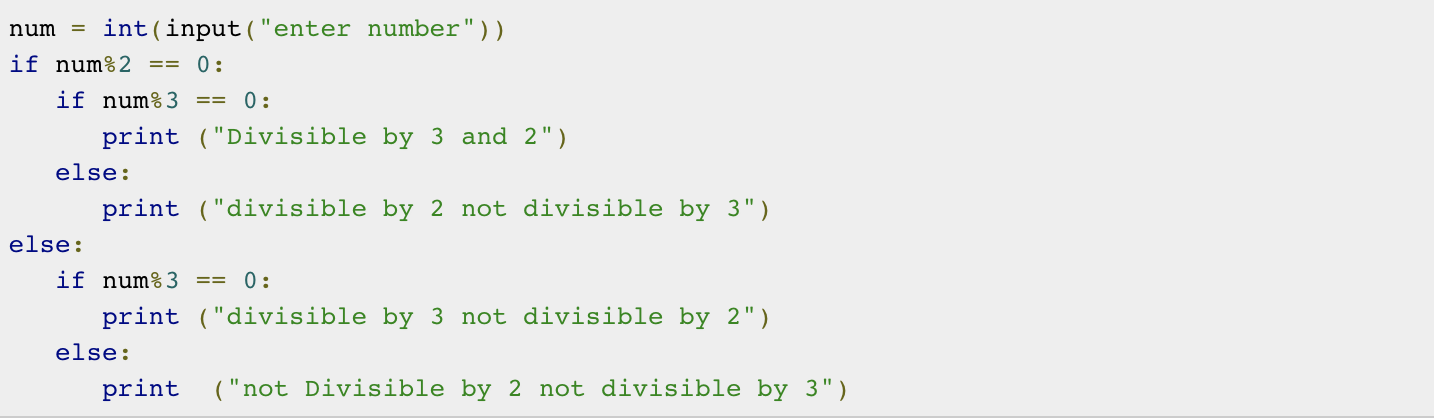 num = int(input("enter number"))
if num%2 == 0:
   if num%3 == 0:
      print ("Divisible by 3 and 2")
   else:
      print ("divisible by 2 not divisible by 3")
else:
   if num%3 == 0:
      print ("divisible by 3 not divisible by 2")
   else:
      print  ("not Divisible by 2 not divisible by 3")